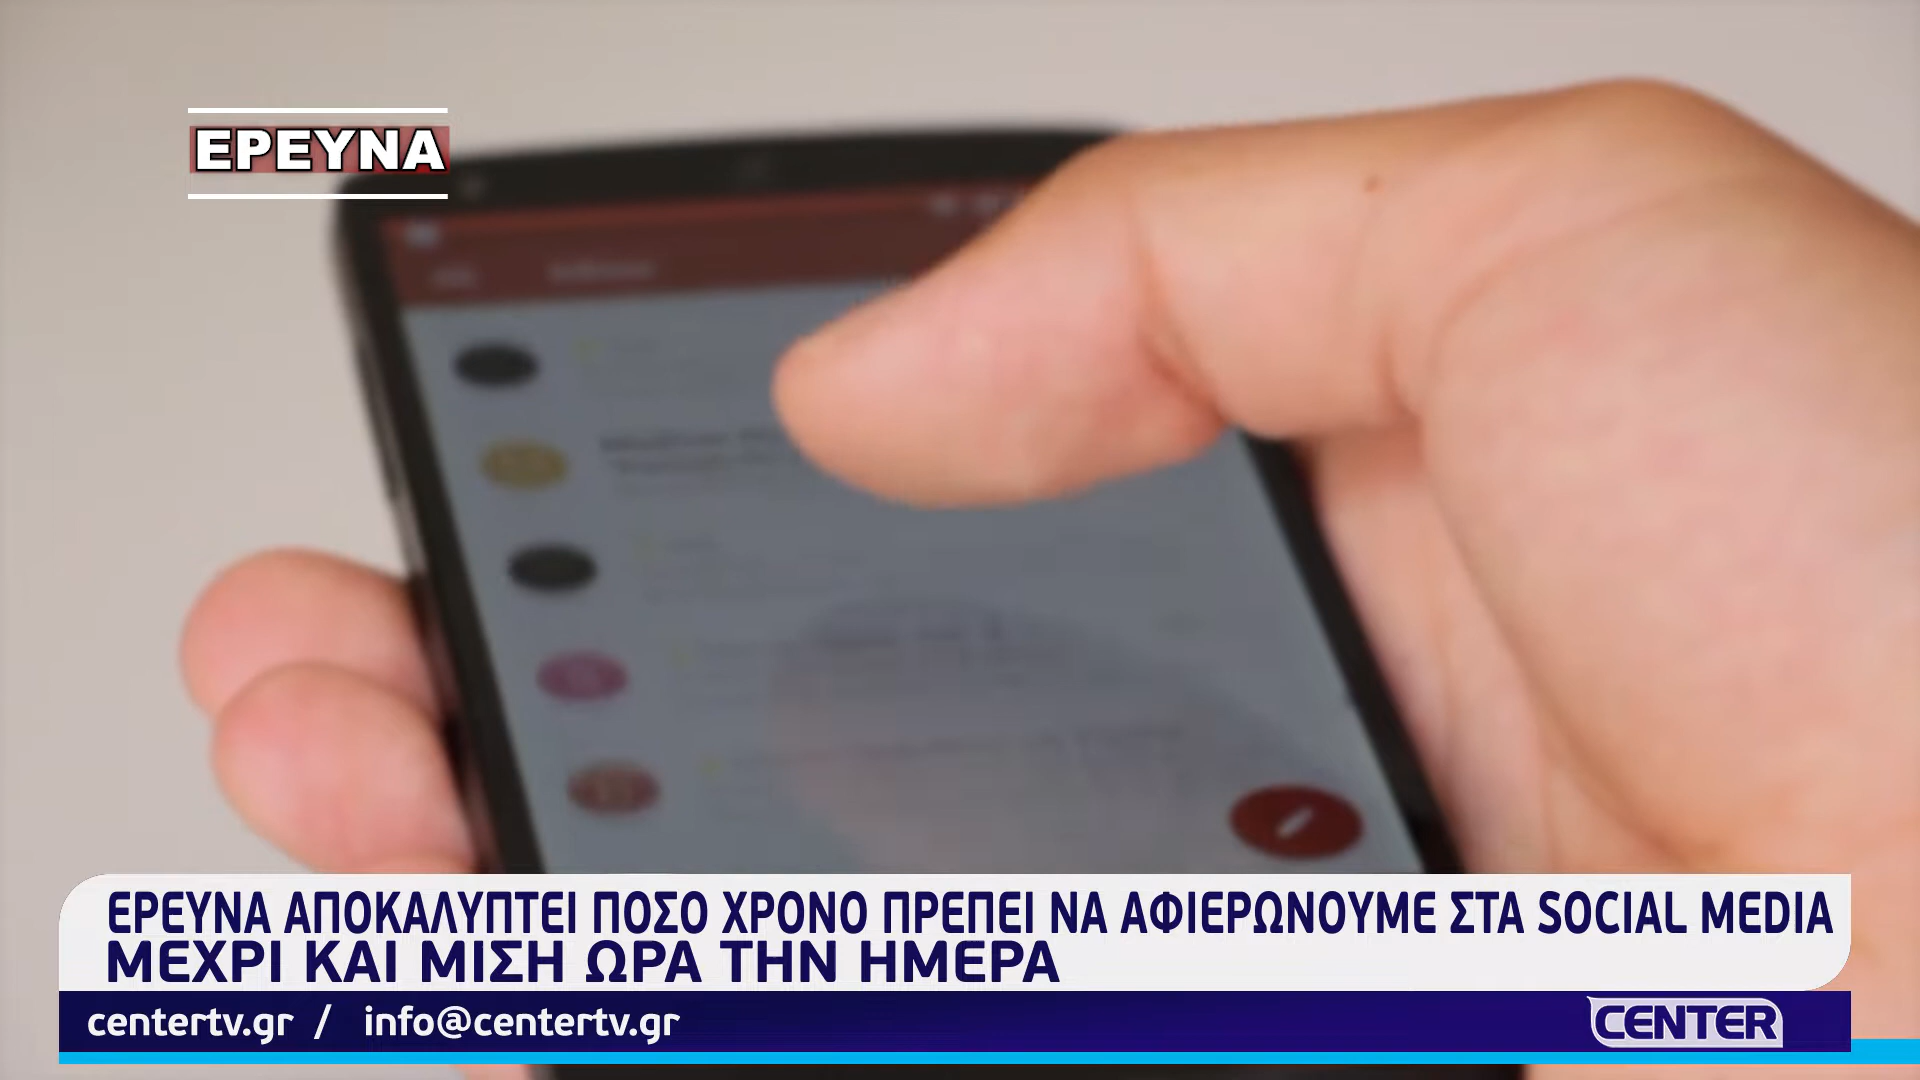 ΕΡΕΥΝΑ
ΕΡΕΥΝΑ ΑΠΟΚΑΛΥΠΤΕΙ ΠΟΣΟ ΧΡΟΝΟ ΠΡΕΠΕΙ ΝΑ ΑΦΙΕΡΩΝΟΥΜΕ ΣΤΑ SOCIAL MEDIA
ΜΕΧΡΙ ΚΑΙ ΜΙΣΗ ΩΡΑ ΤΗΝ ΗΜΕΡΑ
centertv.gr / info@centertv.gr
CENTER